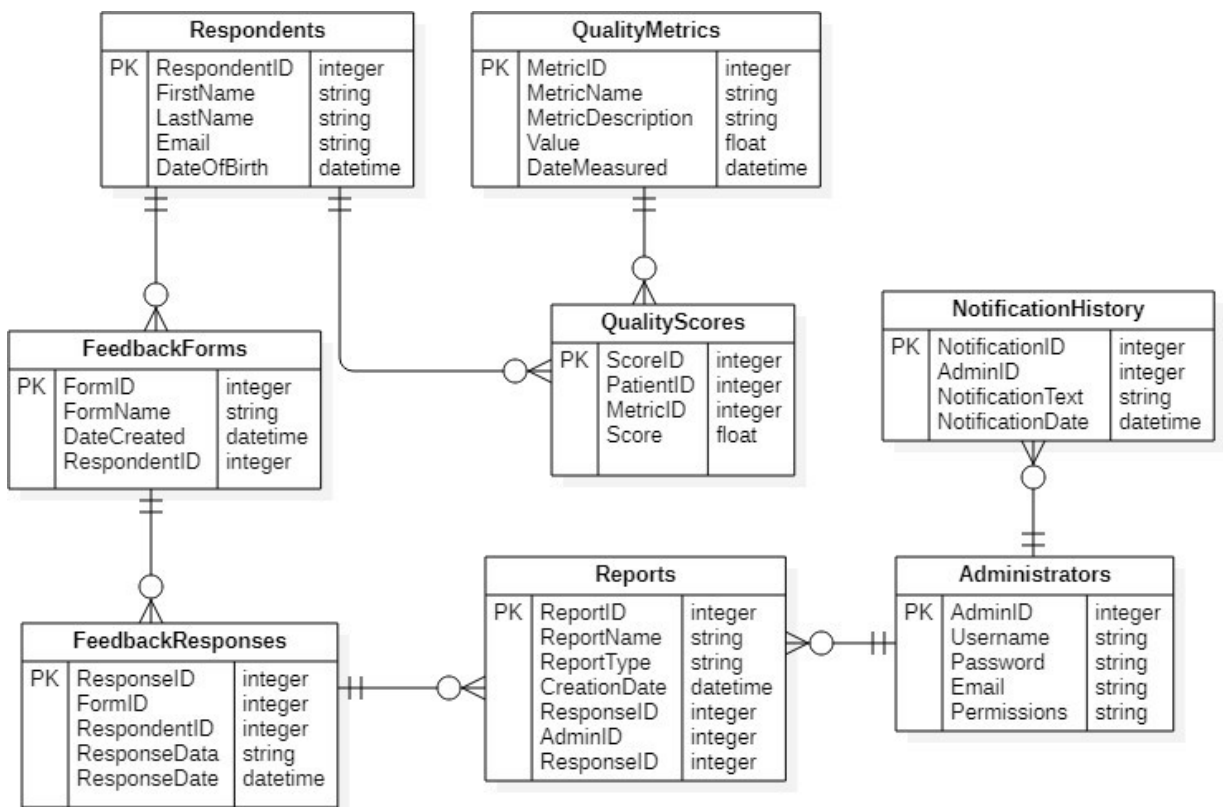 Respondents
PK RespondentID integer
FirstName string
LastName string
Email string
DateOfBirth datetime
QualityMetrics
PK MetricID integer
MetricName string
MetricDescription string
Value float
DateMeasured datetime
FeedbackForms
PK FormID integer
FormName string
DateCreated datetime
RespondentID integer
QualityScores
PK ScoreID integer
PatientID integer
MetricID integer
Score float
NotificationHistory
PK NotificationID integer
AdminID integer
NotificationText string
NotificationDate datetime
FeedbackResponses
PK ResponseID integer
FormID integer
RespondentID integer
ResponseData string
ResponseDate datetime
Reports
PK ReportID integer
ReportName string
ReportType string
CreationDate datetime
ResponseID integer
AdminID integer
ResponseID integer
Administrators
PK AdminID integer
Username string
Password string
Email string
Permissions string